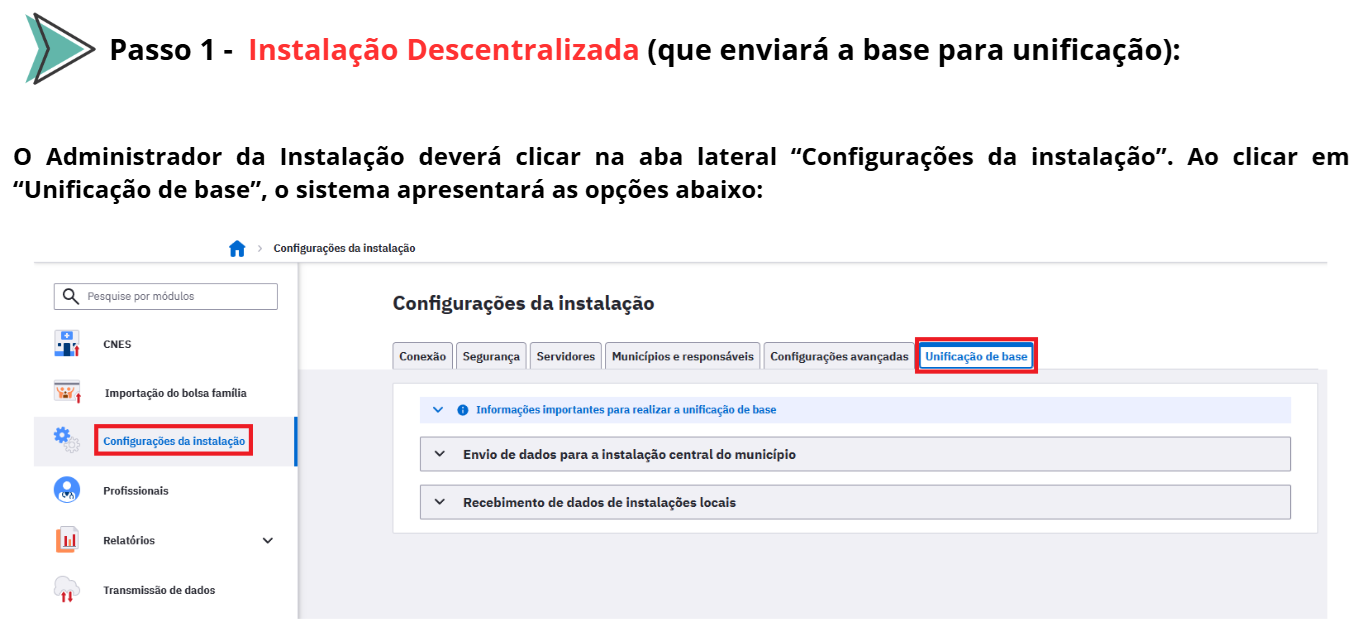 Passo 1 - Instalação Descentralizada (que enviará a base para unificação):
O Administrador da Instalação deverá clicar na aba lateral “Configurações da instalação”. Ao clicar em
“Unificação de base”, o sistema apresentará as opções abaixo:
Configurações da instalação
Pesquise por módulos
CNES
Importação do bolsa família
Configurações da instalação
Profissionais
Relatórios
Transmissão de dados
Configurações da instalação
Conexão Segurança Servidores Municípios e responsáveis Configurações avançadas Unificação de base
Informações importantes para realizar a unificação de base
Envio de dados para a instalação central do município
Recebimento de dados de instalações locais